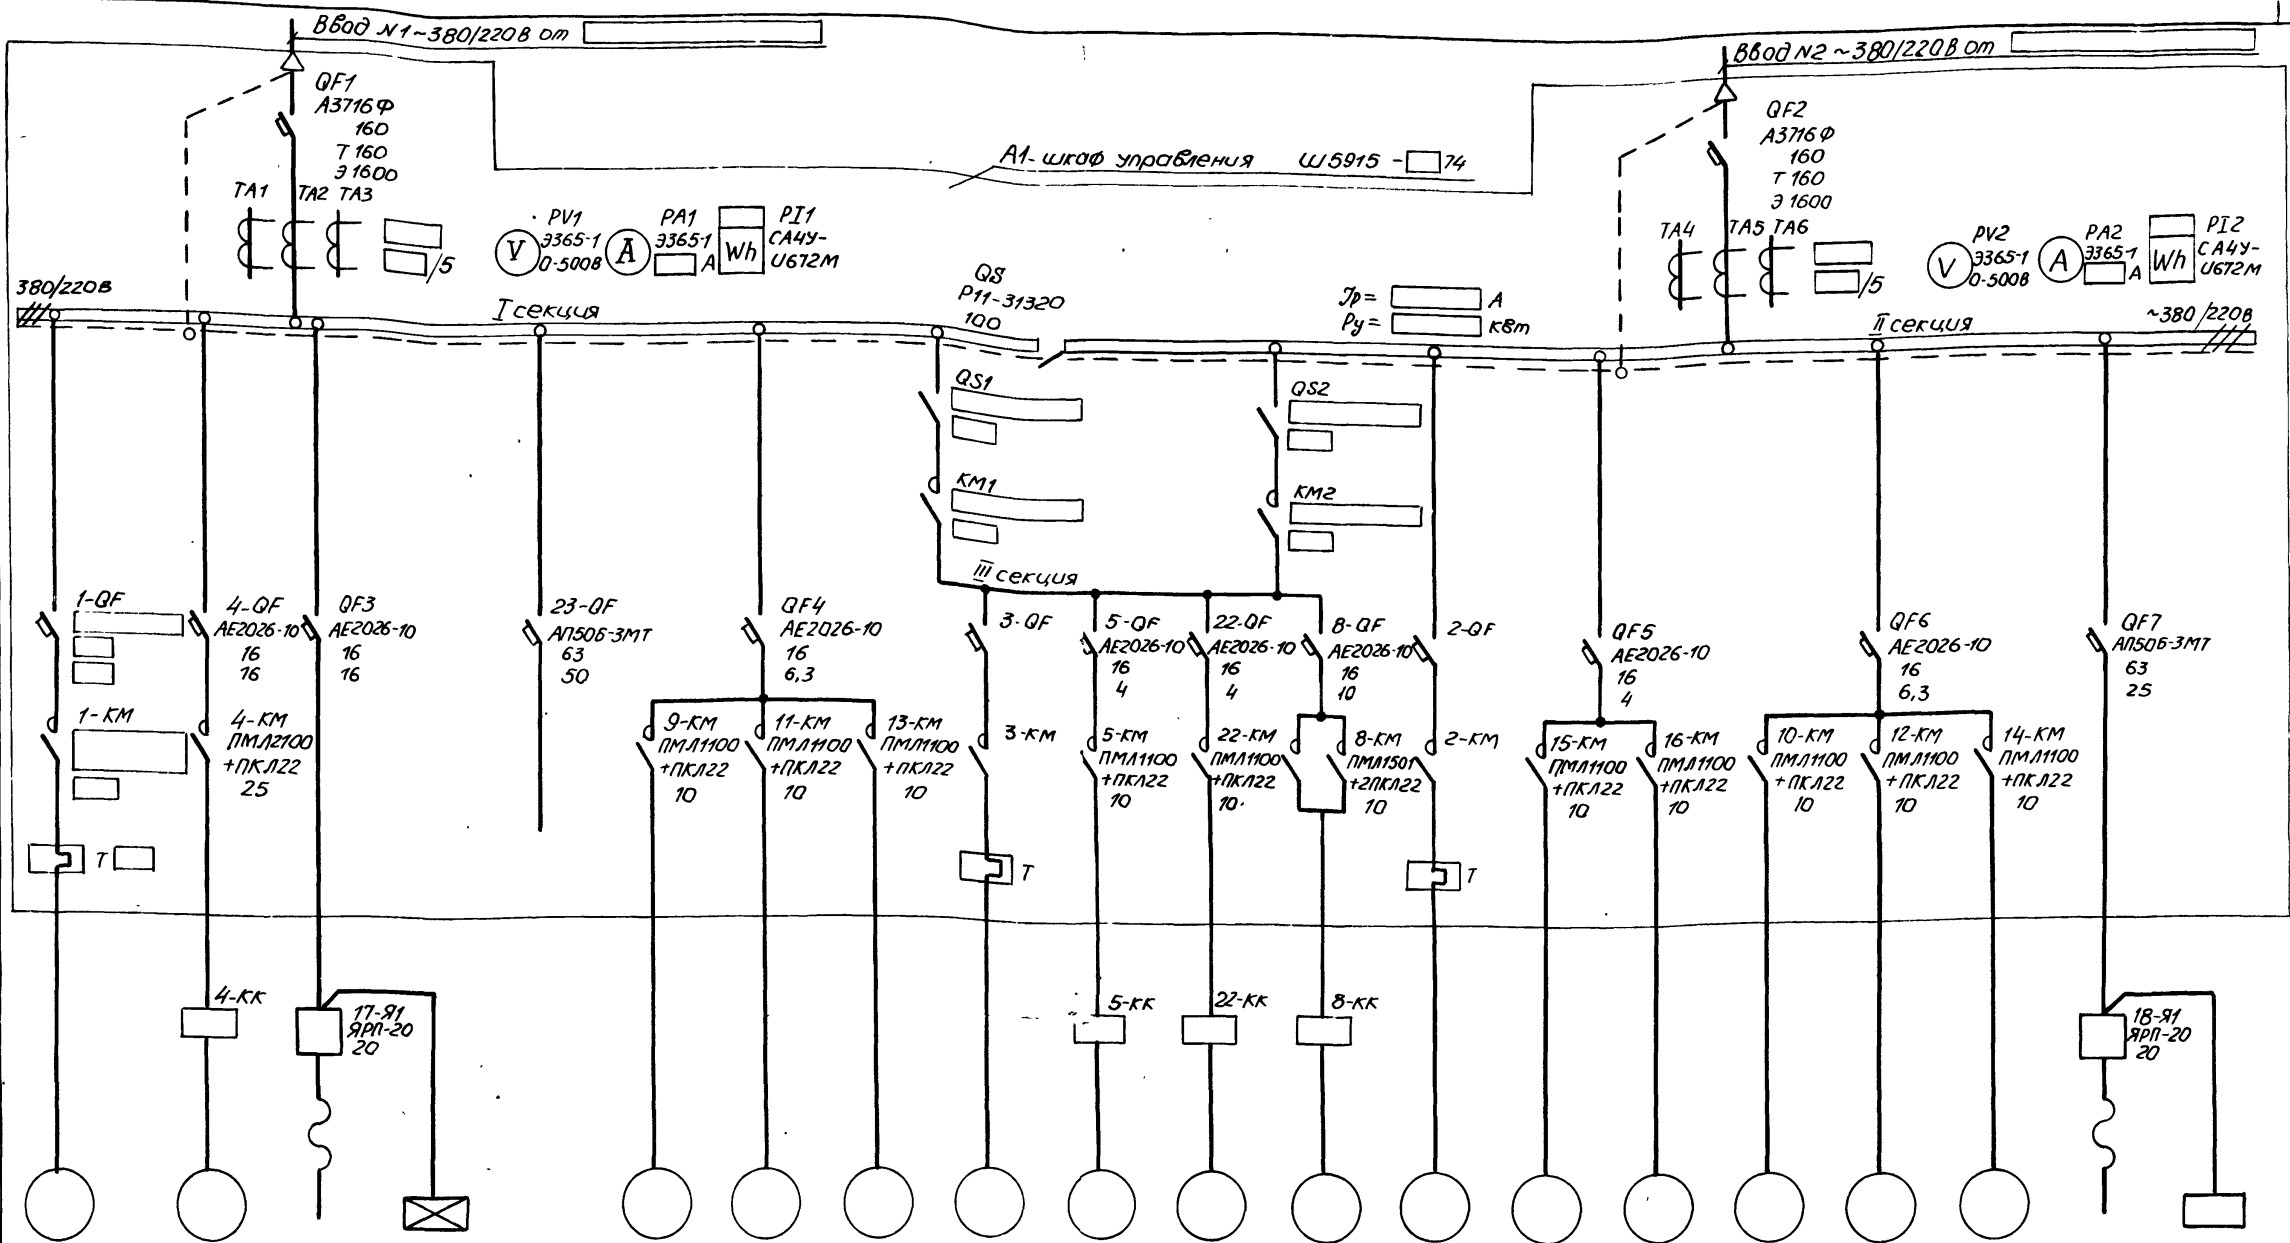 Ввод N1~380/220В от
Ввод N2 ~380/220В от
QF1
А3716Ф
160
Т 160
Э 1600
QF2
А3716Ф
160
Т 160
Э 1600
А1- шкаф управления Ш5915 - 74
ТА1 ТА2 ТА3
/5
V
PV1
Э365-1
0-500В
А
РА1
Э365-1
А
Wh
PI1
СА4У-
И672М
ТА4 ТА5 ТА6
/5
V
PV2
Э365-1
0-500В
А
РА2
Э365-1
А
Wh
PI2
СА4У-
И672М
380/220В
I секция
QS
Р11-31320
100
Jр= А
Ру= кВт
II секция
~380/220В
QS1
QS2
КМ1
КМ2
III секция
1-QF
4-QF
АЕ2026-10
16
16
QF3
АЕ2026-10
16
16
23-QF
АП50Б-3МТ
63
50
QF4
АЕ2026-10
16
6,3
3-QF
5-QF
АЕ2026-10
16
4
22-QF
АЕ2026-10
16
4
8-QF
АЕ2026-10
16
10
2-QF
QF5
АЕ2026-10
16
4
QF6
АЕ2026-10
16
6,3
QF7
АП50Б-3МТ
63
25
1-КМ
4-КМ
ПМЛ2100
+ПКЛ22
25
9-КМ
ПМЛ1100
+ПКЛ22
10
11-КМ
ПМЛ1100
+ПКЛ22
10
13-КМ
ПМЛ1100
+ПКЛ22
10
3-КМ
5-КМ
ПМЛ1100
+ПКЛ22
10
22-КМ
ПМЛ1100
+ПКЛ22
10
8-КМ
ПМЛ1501
+2ПКЛ22
10
2-КМ
15-КМ
ПМЛ1100
+ПКЛ22
10
16-КМ
ПМЛ1100
+ПКЛ22
10
10-КМ
ПМЛ1100
+ПКЛ22
10
12-КМ
ПМЛ1100
+ПКЛ22
10
14-КМ
ПМЛ1100
+ПКЛ22
10
Т
Т
Т
4-КК
17-Я1
ЯРП-20
20
5-КК
22-КК
8-КК
18-Я1
ЯРП-20
20